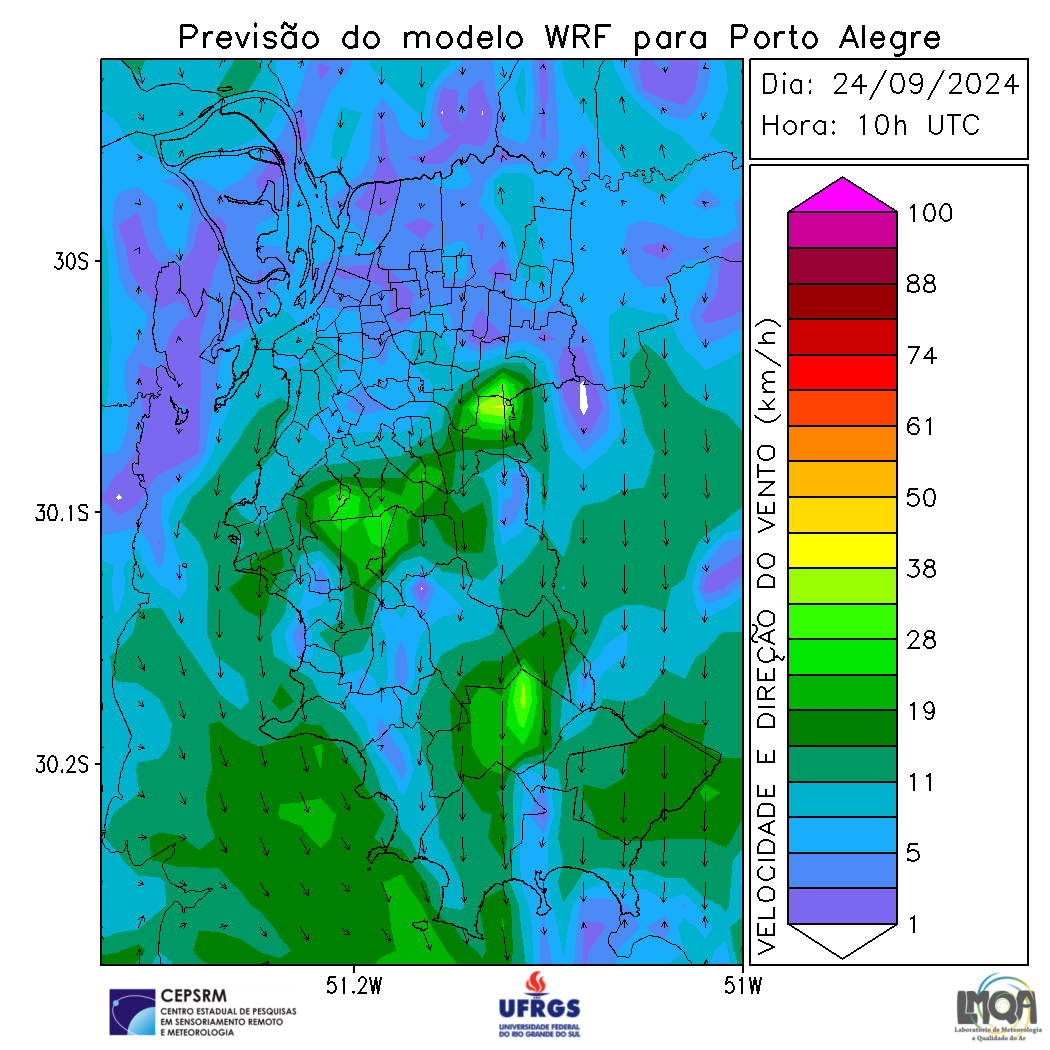 Previsão do modelo WRF para Porto Alegre
Dia: 24/09/2024
Hora: 10h UTC
30S
30.1S
30.2S
51.2W
51W
VELOCIDADE E DIREÇÃO DO VENTO (km/h)
100
88
74
61
50
38
28
19
11
5
1
CEPSRM
CENTRO ESTADUAL DE PESQUISAS
EM SENSORIAMENTO REMOTO
E METEOROLOGIA
UFRGS
UNIVERSIDADE FEDERAL
DO RIO GRANDE DO SUL
LMQA
Laboratório de Meteorologia
e Qualidade do Ar